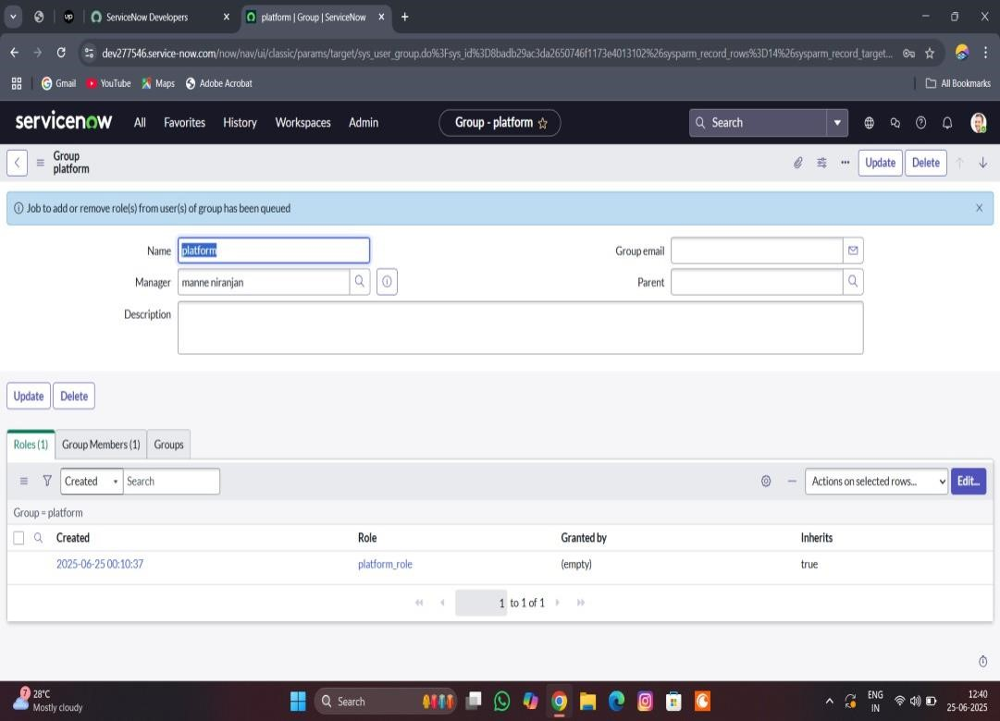 up ServiceNow Developers × platform | Group | ServiceNow × +
dev277546.service-now.com/now/nav/ui/classic/params/target/sys_user_group.do%3Fsys_id%3D8badb29ac3da2650746f1173e4013102%26sysparm_record_rows%3D14%26sysparm_record_target...
Gmail YouTube Maps Adobe Acrobat All Bookmarks
servicenow All Favorites History Workspaces Admin Group - platform Search
Group
platform
Update Delete
Job to add or remove role(s) from user(s) of group has been queued
Name platform Group email
Manager manne niranjan Parent
Description
Update Delete
Roles (1) Group Members (1) Groups
Created Search Actions on selected rows... Edit...
Group = platform
Created Role Granted by Inherits
2025-06-25 00:10:37 platform_role (empty) true
1 to 1 of 1
7 28°C
Mostly cloudy
Search
ENG
IN
12:40
25-06-2025